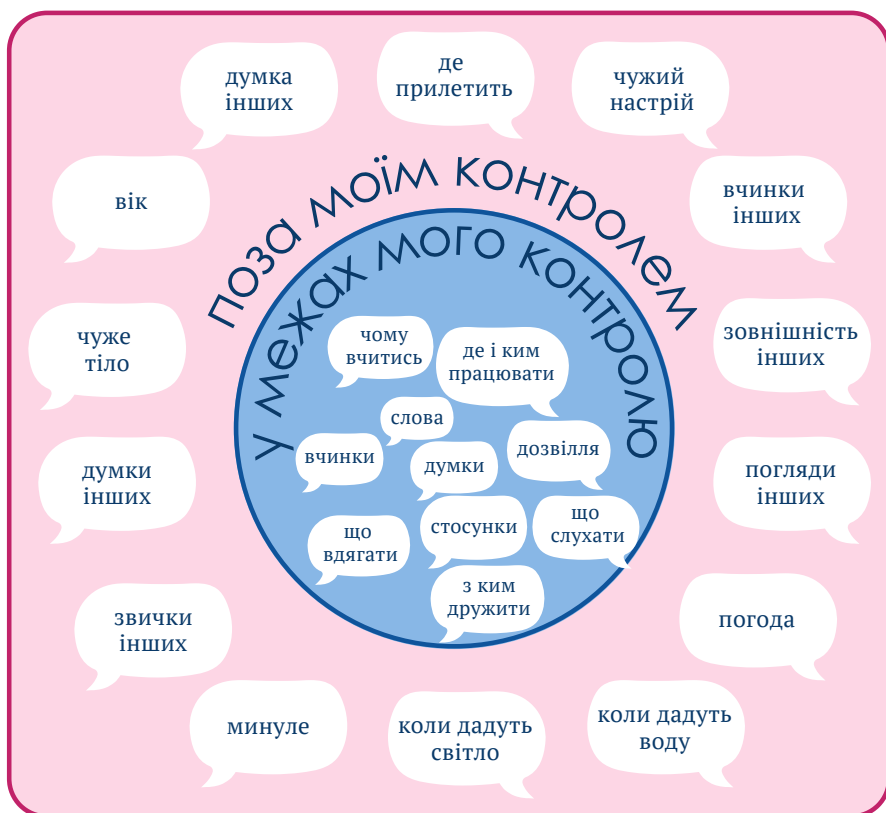 думка
інших
де
прилетить
чужий
настрій
вік
вчинки
інших
поза моїм контролем
у межах мого контролю
чуже
тіло
зовнішність
інших
чому
вчитись
де і ким
працювати
слова
вчинки
думки
дозвілля
думки
інших
погляди
інших
що
вдягати
стосунки
що
слухати
з ким
дружити
звички
інших
погода
минуле
коли дадуть
світло
коли дадуть
воду